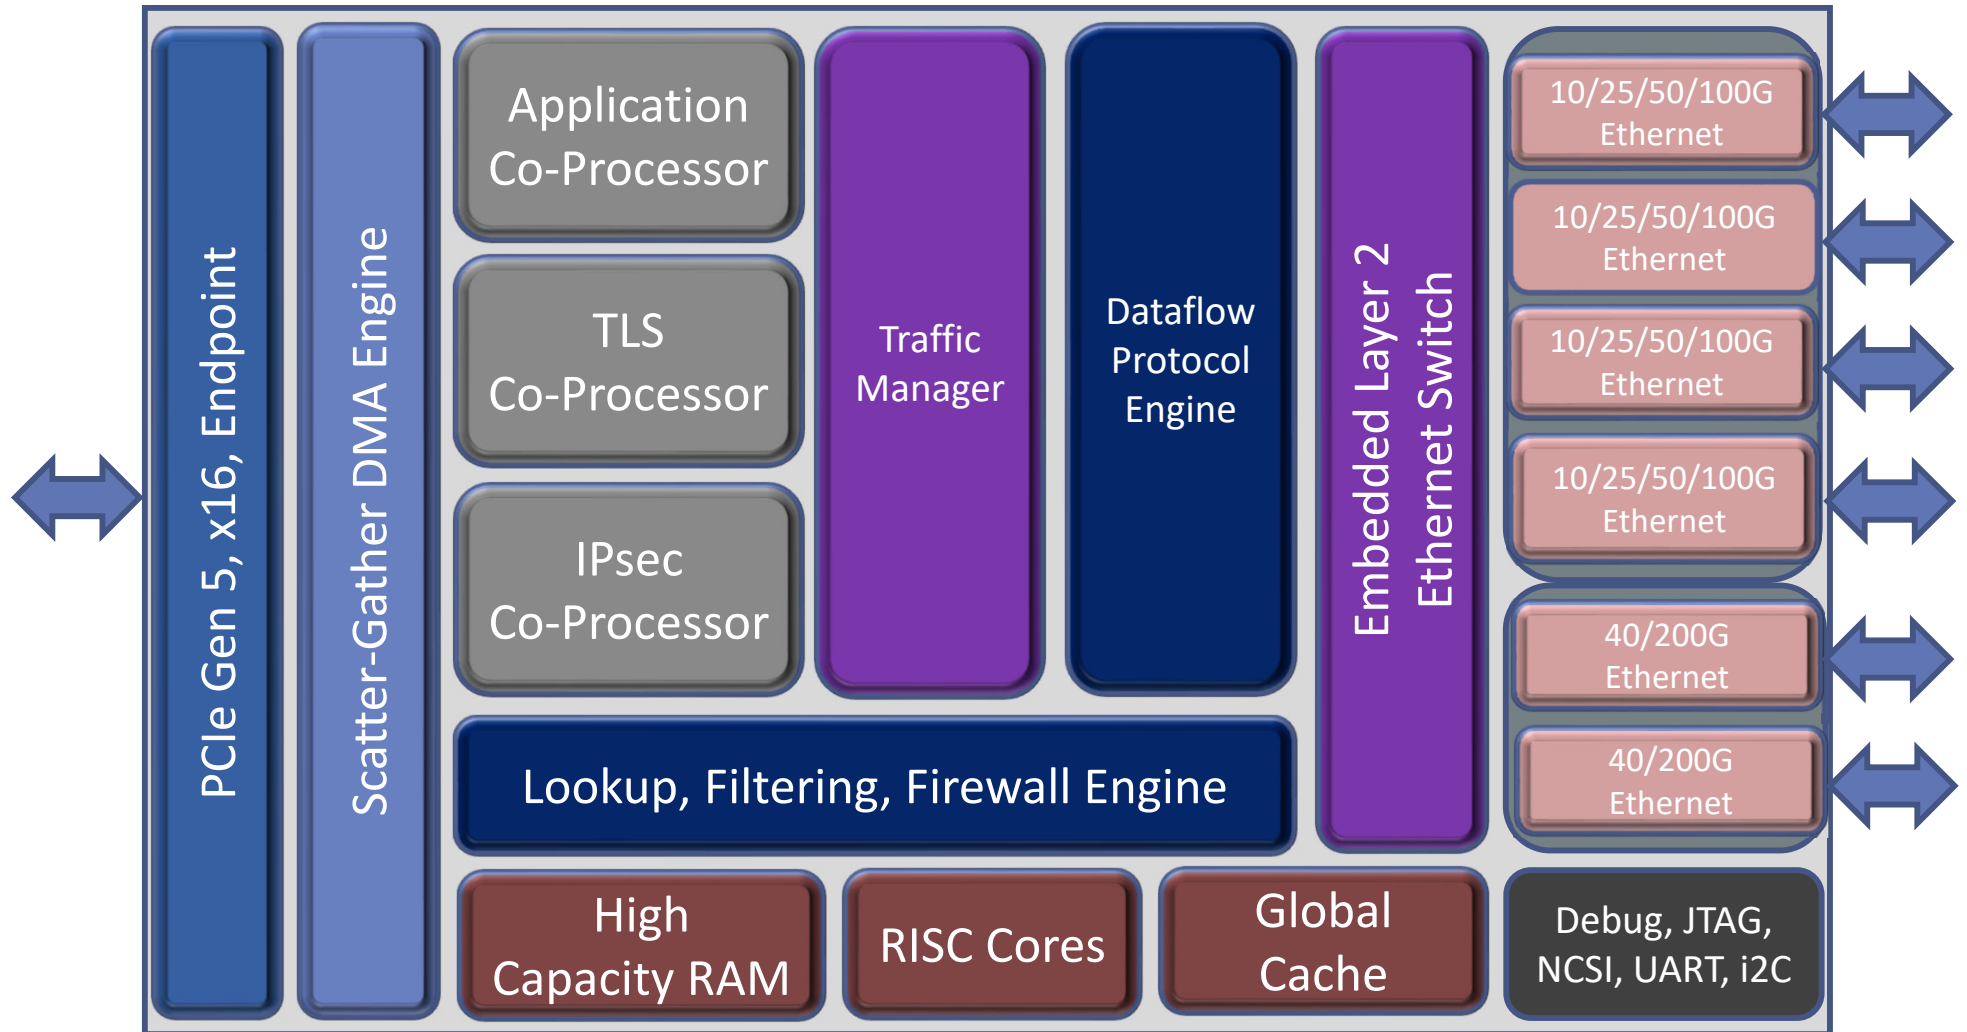 PCIe Gen 5, x16, Endpoint
Scatter-Gather DMA Engine
Application
Co-Processor
TLS
Co-Processor
IPsec
Co-Processor
Traffic
Manager
Dataflow
Protocol
Engine
Embedded Layer 2
Ethernet Switch
10/25/50/100G
Ethernet
10/25/50/100G
Ethernet
10/25/50/100G
Ethernet
10/25/50/100G
Ethernet
40/200G
Ethernet
40/200G
Ethernet
Lookup, Filtering, Firewall Engine
High
Capacity RAM
RISC Cores
Global
Cache
Debug, JTAG,
NCSI, UART, i2C